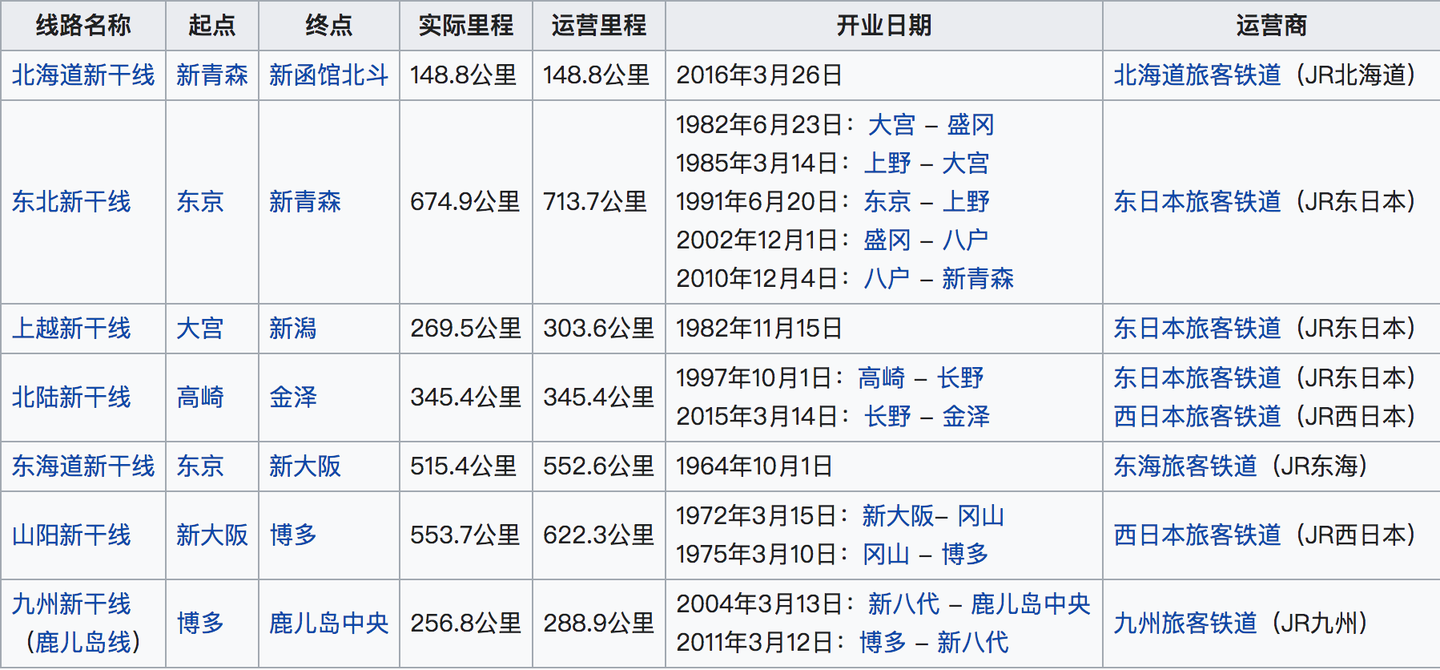 线路名称 起点 终点 实际里程 运营里程 开业日期 运营商
北海道新干线 新青森 新函馆北斗 148.8公里 148.8公里 2016年3月26日 北海道旅客铁道（JR北海道）
东北新干线 东京 新青森 674.9公里 713.7公里 1982年6月23日：大宫 – 盛冈
1985年3月14日：上野 – 大宫
1991年6月20日：东京 – 上野
2002年12月1日：盛冈 – 八户
2010年12月4日：八户 – 新青森
东日本旅客铁道（JR东日本）
上越新干线 大宫 新潟 269.5公里 303.6公里 1982年11月15日 东日本旅客铁道（JR东日本）
北陆新干线 高崎 金泽 345.4公里 345.4公里 1997年10月1日：高崎 – 长野
2015年3月14日：长野 – 金泽
东日本旅客铁道（JR东日本）
西日本旅客铁道（JR西日本）
东海道新干线 东京 新大阪 515.4公里 552.6公里 1964年10月1日 东海旅客铁道（JR东海）
山阳新干线 新大阪 博多 553.7公里 622.3公里 1972年3月15日：新大阪– 冈山
1975年3月10日：冈山 – 博多
西日本旅客铁道（JR西日本）
九州新干线
（鹿儿岛线）
博多 鹿儿岛中央 256.8公里 288.9公里 2004年3月13日：新八代 – 鹿儿岛中央
2011年3月12日：博多 – 新八代
九州旅客铁道（JR九州）